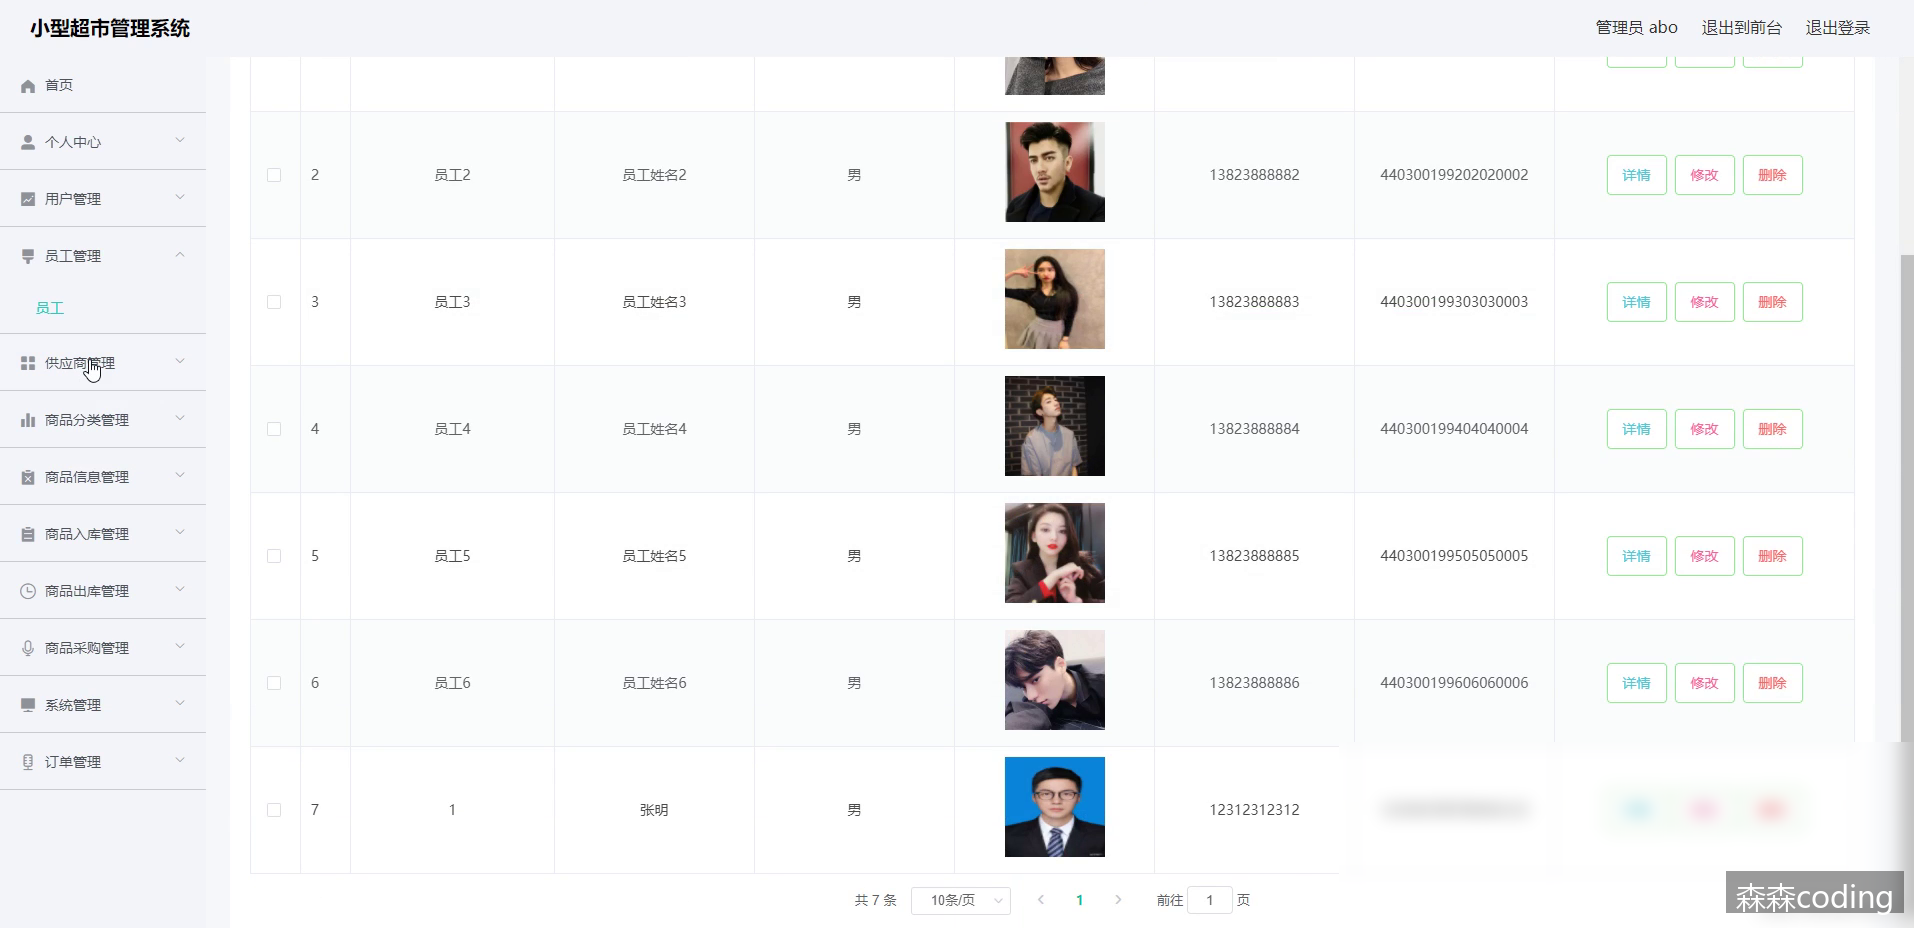 小型超市管理系统
管理员 abo 退出到前台 退出登录
首页
个人中心
用户管理
员工管理
员工
供应商管理
商品分类管理
商品信息管理
商品入库管理
商品出库管理
商品采购管理
系统管理
订单管理
2 员工2 员工姓名2 男 13823888882 440300199202020002 详情 修改 删除
3 员工3 员工姓名3 男 13823888883 440300199303030003 详情 修改 删除
4 员工4 员工姓名4 男 13823888884 440300199404040004 详情 修改 删除
5 员工5 员工姓名5 男 13823888885 440300199505050005 详情 修改 删除
6 员工6 员工姓名6 男 13823888886 440300199606060006 详情 修改 删除
7 1 张明 男 12312312312
共 7 条 10条/页 1 前往 1 页
森森coding